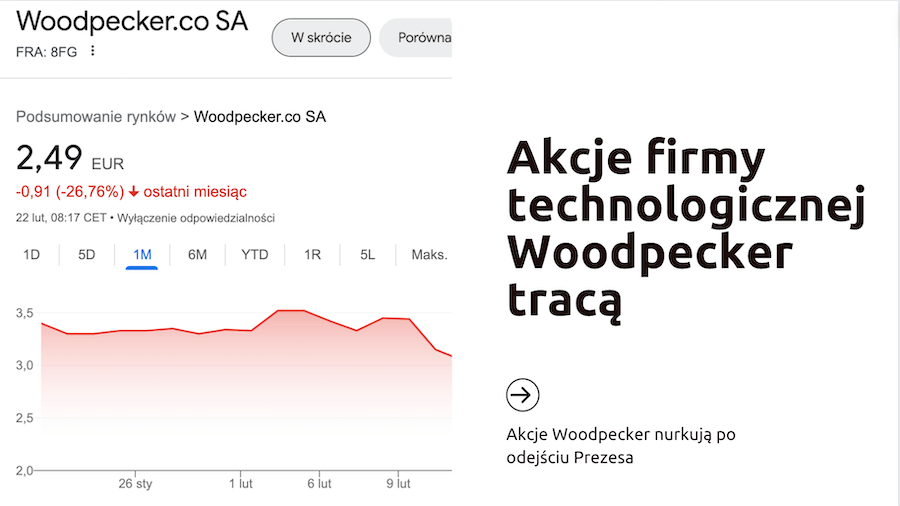 Woodpecker.co SA
FRA: 8FG
W skrócie
Porówna
Podsumowanie rynków > Woodpecker.co SA
2,49 EUR
-0,91 (-26,76%) ↓ ostatni miesiąc
22 lut, 08:17 CET • Wyłączenie odpowiedzialności
1D 5D 1M 6M YTD 1R 5L Maks.
3,5
3,0
2,5
2,0
26 sty 1 lut 6 lut 9 lut
Akcje firmy
technologicznej
Woodpecker
tracą
Akcje Woodpecker nurkują po
odejściu Prezesa